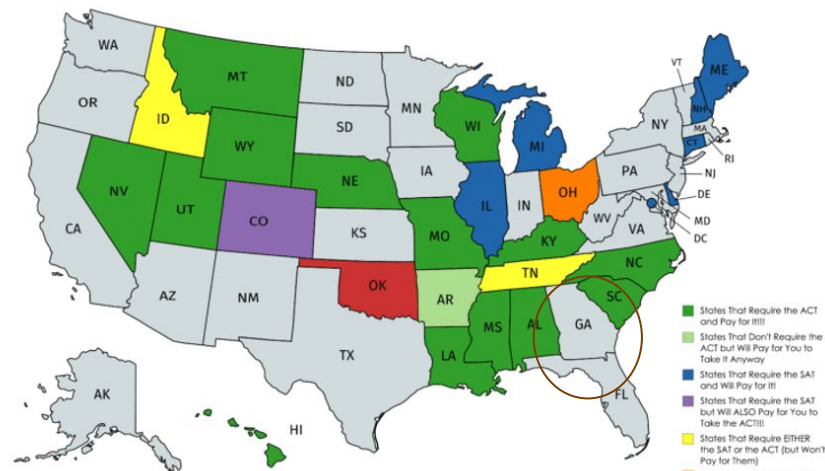 WA
MT
ND
MN
VT
ME
OR
ID
SD
WI
NH
NY
MA
WY
MI
CT
RI
IA
PA
NJ
NV
NE
OH
DE
UT
IL
IN
CO
WV
MD
CA
KS
MO
KY
VA
DC
NC
TN
OK
AZ
NM
AR
SC
MS
AL
GA
TX
LA
AK
FL
HI
States That Require the ACT
and Pay for it!!!
States That Don't Require the
ACT but Will Pay for You to
Take It Anyway
States That Require the SAT
and Will Pay for It!
States That Require the SAT
but Will ALSO Pay for You to
Take the ACT!!!
States That Require EITHER
the SAT or the ACT (but Won't
Pay for Them)